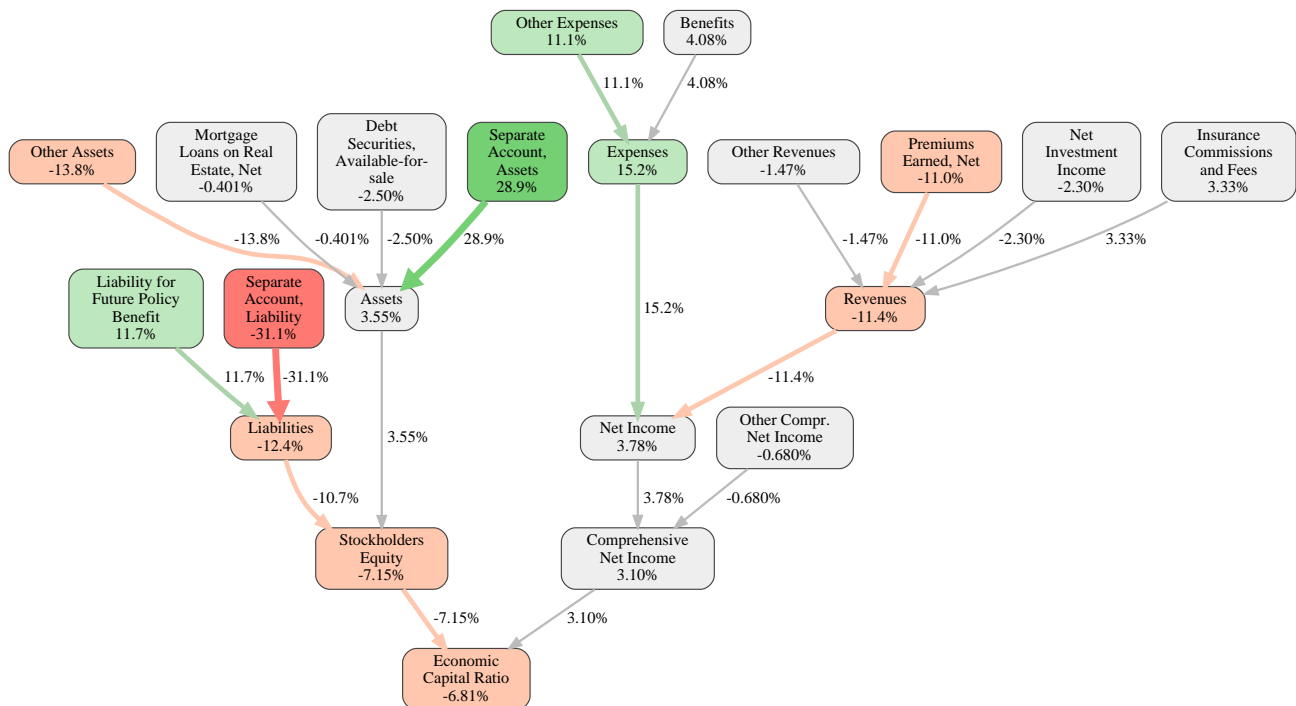 Other Expenses
11.1%
Benefits
4.08%
11.1%
4.08%
Other Assets
-13.8%
Mortgage
Loans on Real
Estate, Net
-0.401%
Debt
Securities,
Available-for-
sale
-2.50%
Separate
Account,
Assets
28.9%
Expenses
15.2%
Other Revenues
-1.47%
Premiums
Earned, Net
-11.0%
Net
Investment
Income
-2.30%
Insurance
Commissions
and Fees
3.33%
-13.8%
-0.401%
-2.50%
28.9%
-1.47%
-11.0%
-2.30%
3.33%
Liability for
Future Policy
Benefit
11.7%
Separate
Account,
Liability
-31.1%
Assets
3.55%
15.2%
Revenues
-11.4%
11.7%
-31.1%
-11.4%
Liabilities
-12.4%
3.55%
Net Income
3.78%
Other Compr.
Net Income
-0.680%
-10.7%
3.78%
-0.680%
Stockholders
Equity
-7.15%
Comprehensive
Net Income
3.10%
-7.15%
3.10%
Economic
Capital Ratio
-6.81%